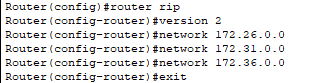 Router(config)#router rip
Router(config-router)#version 2
Router(config-router)#network 172.26.0.0
Router(config-router)#network 172.31.0.0
Router(config-router)#network 172.36.0.0
Router(config-router)#exit